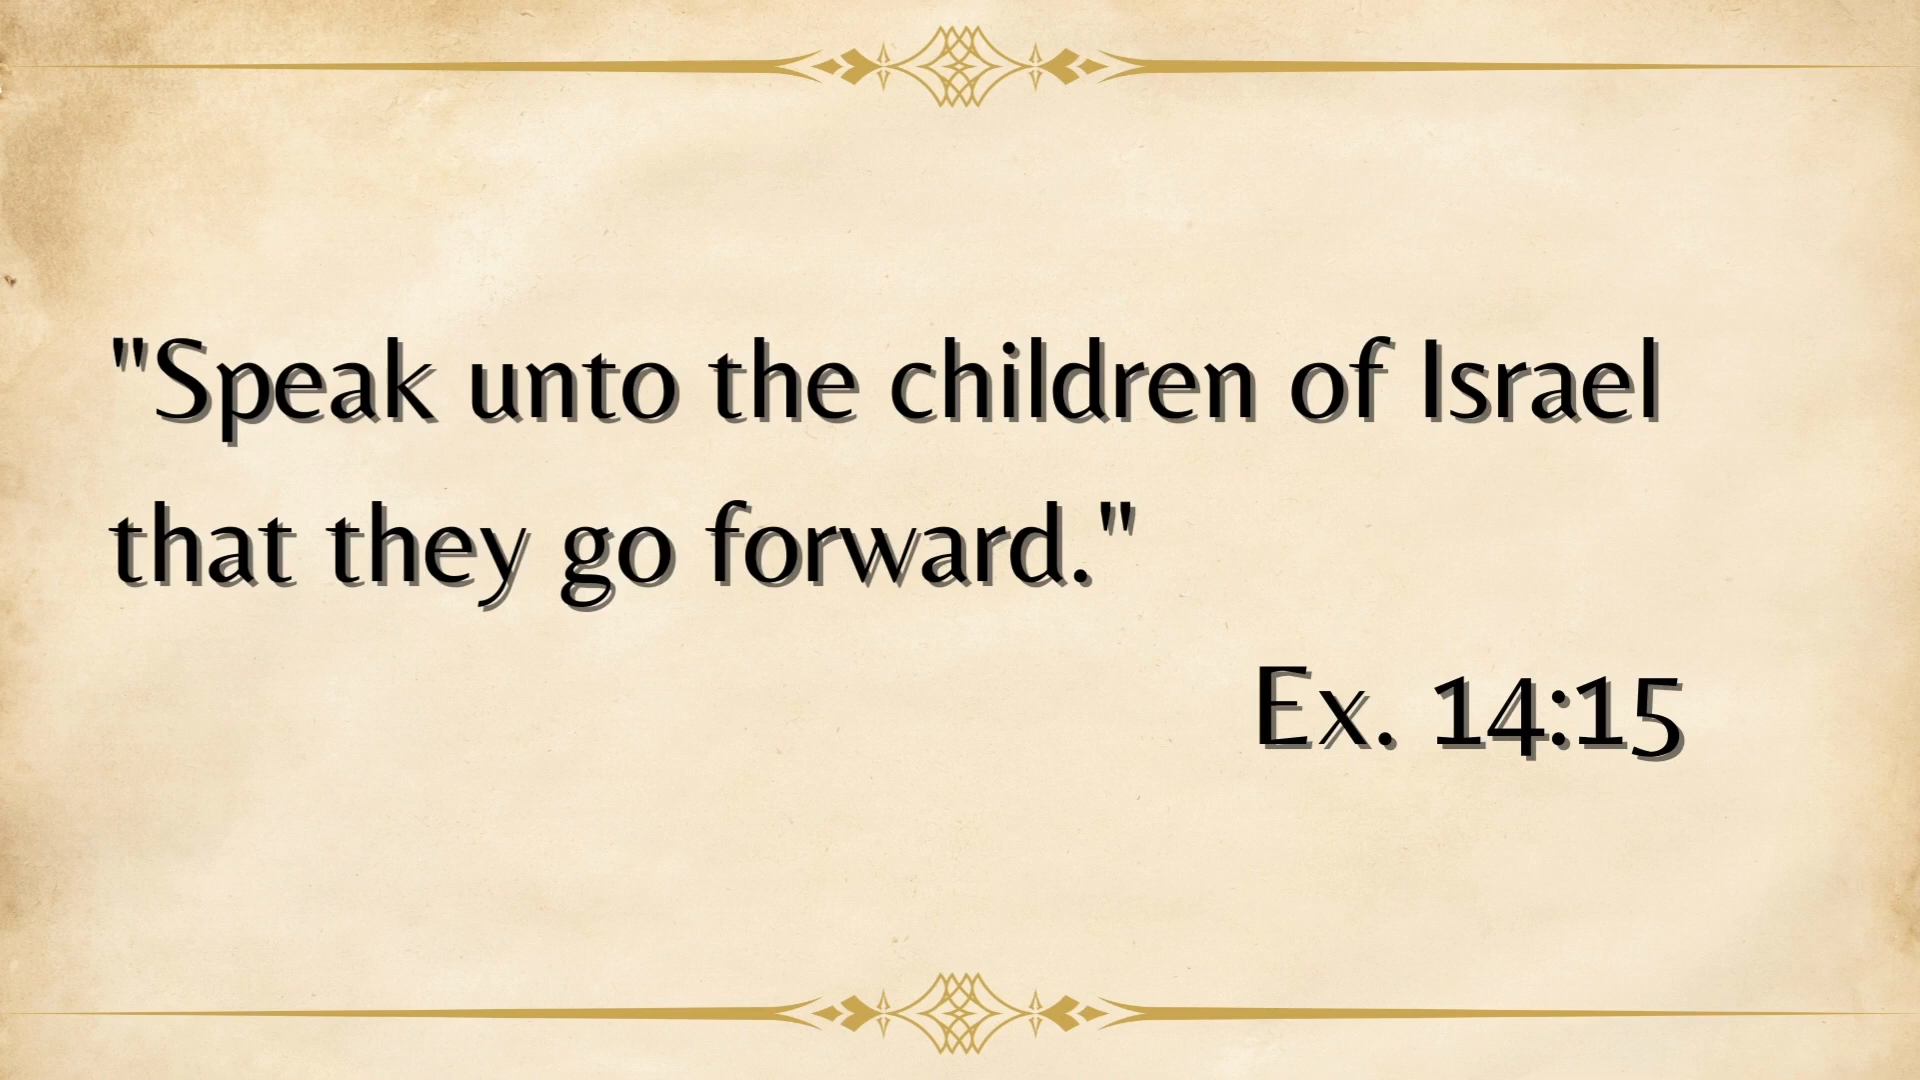 "Speak unto the children of Israel
that they go forward."
Ex. 14:15